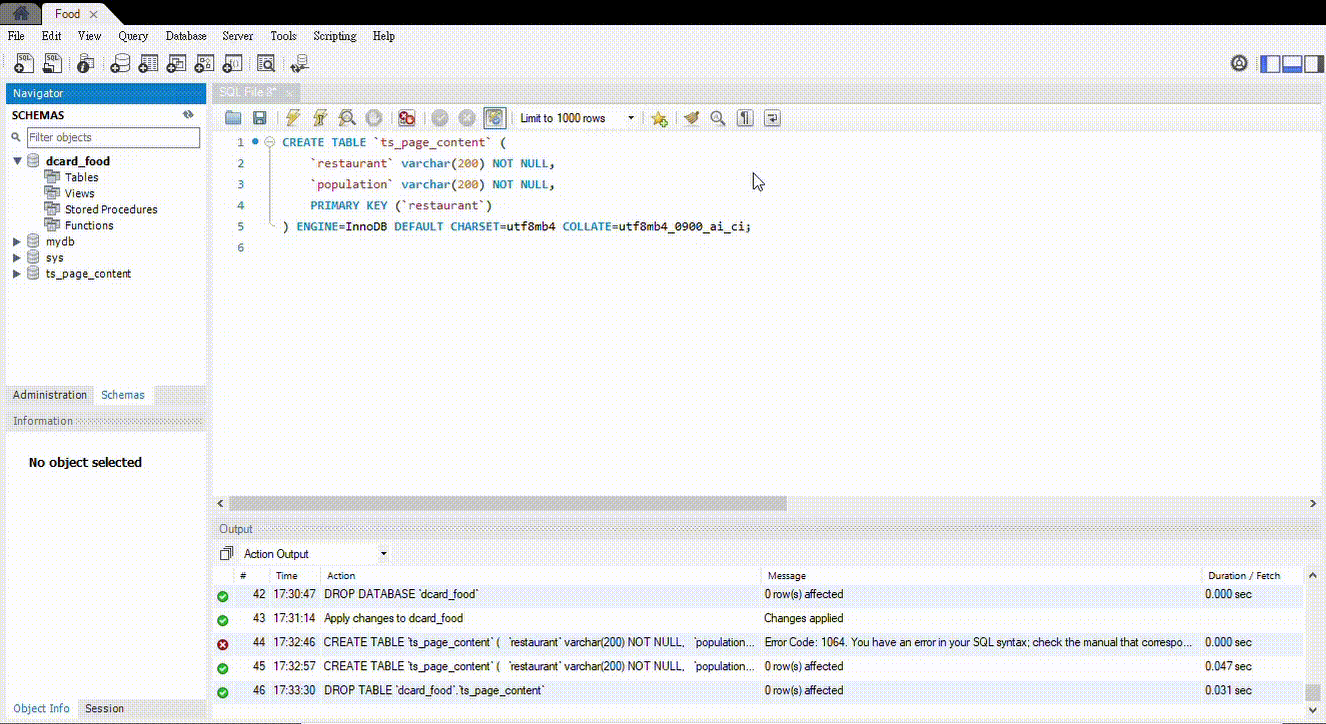 Food
File Edit View Query Database Server Tools Scripting Help
Navigator
SQL File 8*
SCHEMAS
Filter objects
Limit to 1000 rows
dcard_food
Tables
Views
Stored Procedures
Functions
mydb
sys
ts_page_content
1 CREATE TABLE `ts_page_content` (
2 `restaurant` varchar(200) NOT NULL,
3 `population` varchar(200) NOT NULL,
4 PRIMARY KEY (`restaurant`)
5 ) ENGINE=InnoDB DEFAULT CHARSET=utf8mb4 COLLATE=utf8mb4_0900_ai_ci;
6
Administration Schemas
Information
No object selected
Object Info Session
Output
Action Output
# Time Action Message Duration / Fetch
42 17:30:47 DROP DATABASE `dcard_food` 0 row(s) affected 0.000 sec
43 17:31:14 Apply changes to dcard_food Changes applied
44 17:32:46 CREATE TABLE `ts_page_content` ( `restaurant` varchar(200) NOT NULL, `population... Error Code: 1064. You have an error in your SQL syntax; check the manual that correspo... 0.000 sec
45 17:32:57 CREATE TABLE `ts_page_content` ( `restaurant` varchar(200) NOT NULL, `population... 0 row(s) affected 0.047 sec
46 17:33:30 DROP TABLE `dcard_food`.`ts_page_content` 0 row(s) affected 0.031 sec